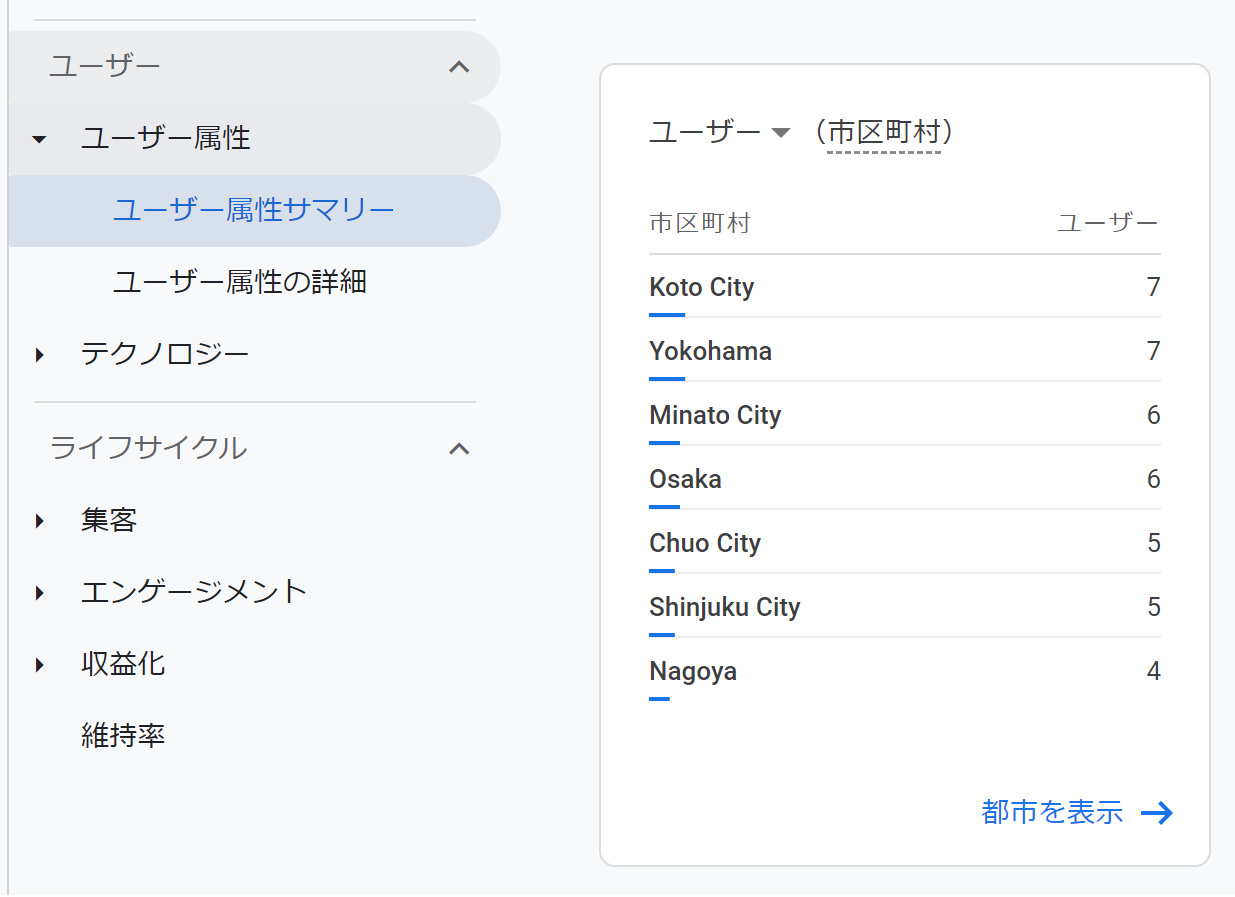 ユーザー
ユーザー属性
ユーザー属性サマリー
ユーザー属性の詳細
テクノロジー
ライフサイクル
集客
エンゲージメント
収益化
維持率
ユーザー (市区町村)
市区町村 ユーザー
Koto City 7
Yokohama 7
Minato City 6
Osaka 6
Chuo City 5
Shinjuku City 5
Nagoya 4
都市を表示